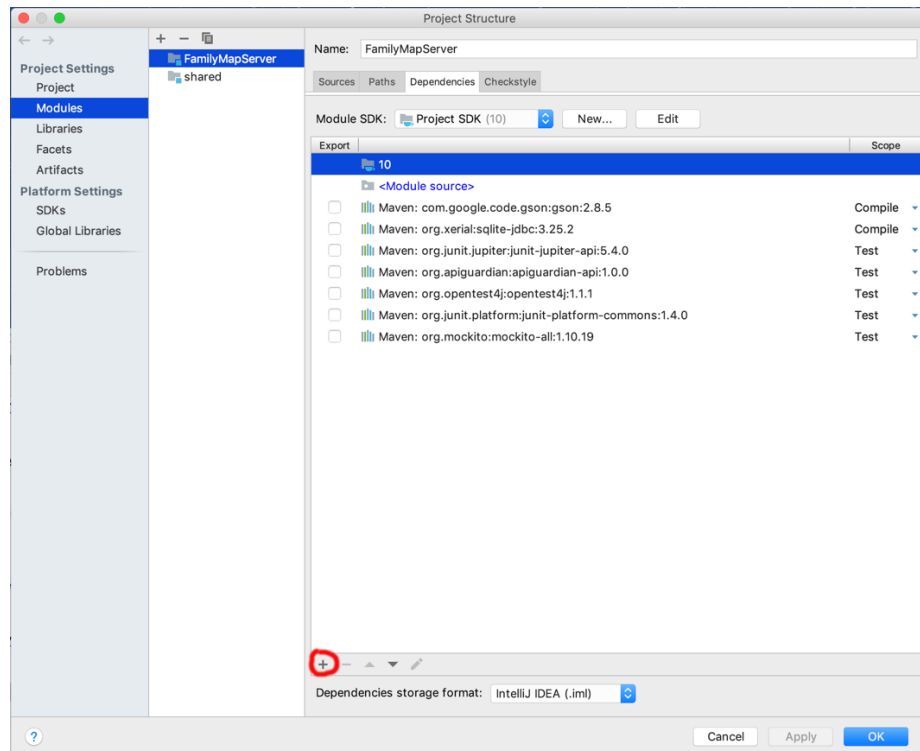 Project Structure
Project Settings
Project
Modules
Libraries
Facets
Artifacts
Platform Settings
SDKs
Global Libraries
Problems
FamilyMapServer
shared
Name: FamilyMapServer
Sources Paths Dependencies Checkstyle
Module SDK: Project SDK (10) New... Edit
Export Scope
10
<Module source>
Maven: com.google.code.gson:gson:2.8.5 Compile
Maven: org.xerial:sqlite-jdbc:3.25.2 Compile
Maven: org.junit.jupiter:junit-jupiter-api:5.4.0 Test
Maven: org.apiguardian:apiguardian-api:1.0.0 Test
Maven: org.opentest4j:opentest4j:1.1.1 Test
Maven: org.junit.platform:junit-platform-commons:1.4.0 Test
Maven: org.mockito:mockito-all:1.10.19 Test
Dependencies storage format: IntelliJ IDEA (.iml)
? Cancel Apply OK